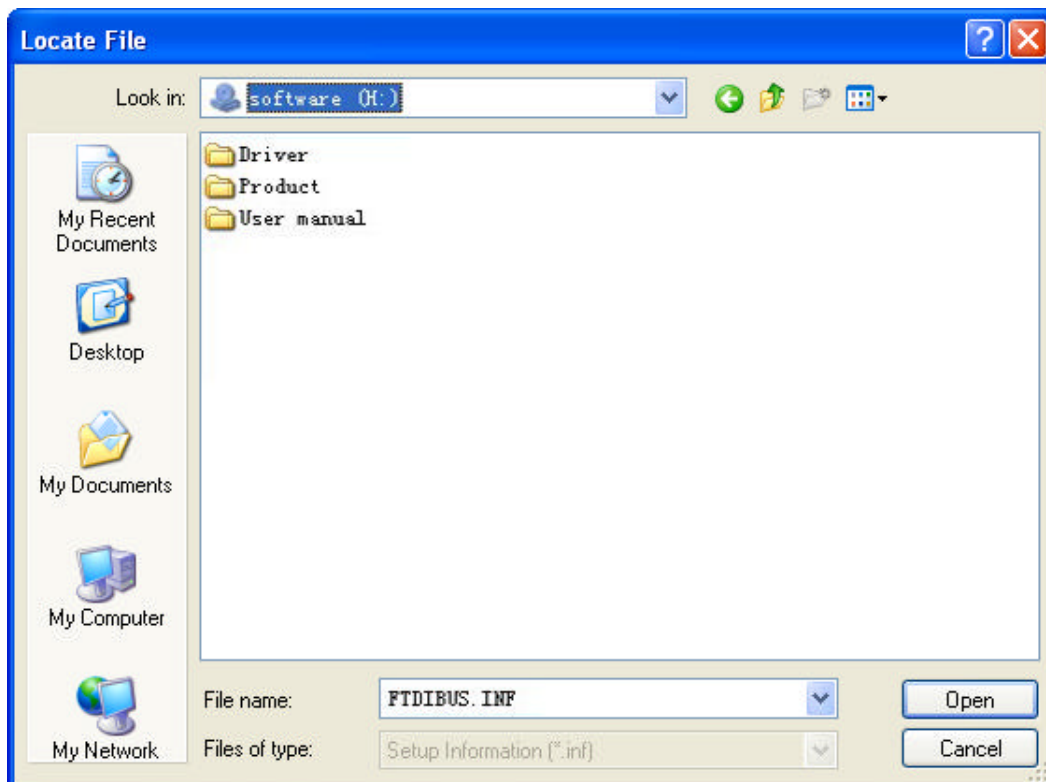 Locate File
Look in:
software (H:)
Driver
Product
User manual
My Recent
Documents
Desktop
My Documents
My Computer
My Network
File name:
FTDIBUS.INF
Open
Files of type:
Setup Information (*.inf)
Cancel